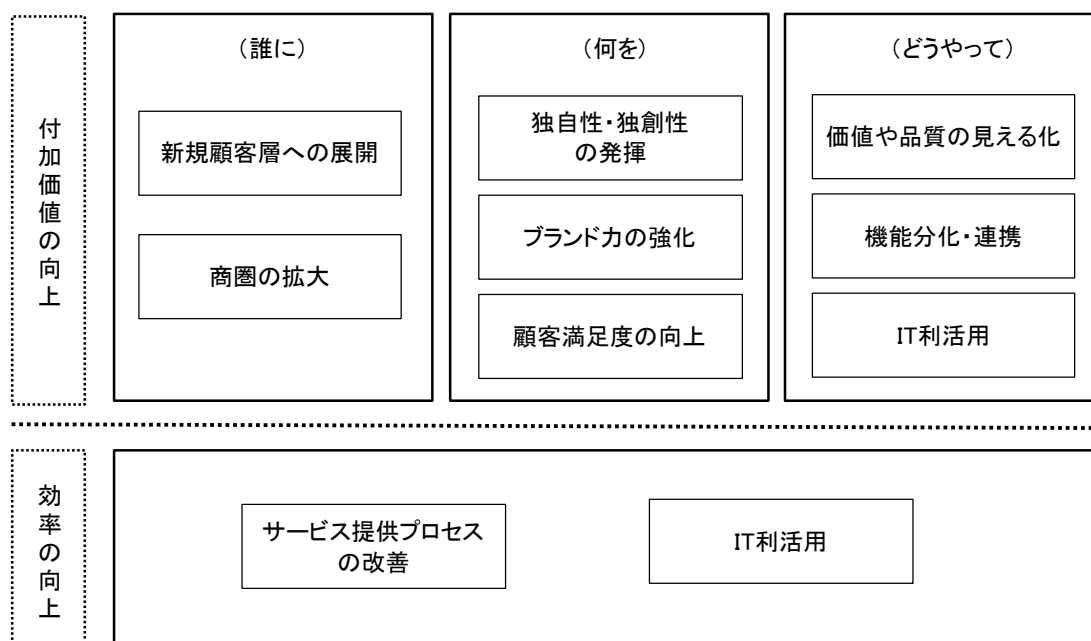 付加価値の向上
(誰に)
新規顧客層への展開
商圏の拡大
(何を)
独自性・独創性
の発揮
ブランド力の強化
顧客満足度の向上
(どうやって)
価値や品質の見える化
機能分化・連携
IT利活用
効率の向上
サービス提供プロセス
の改善
IT利活用